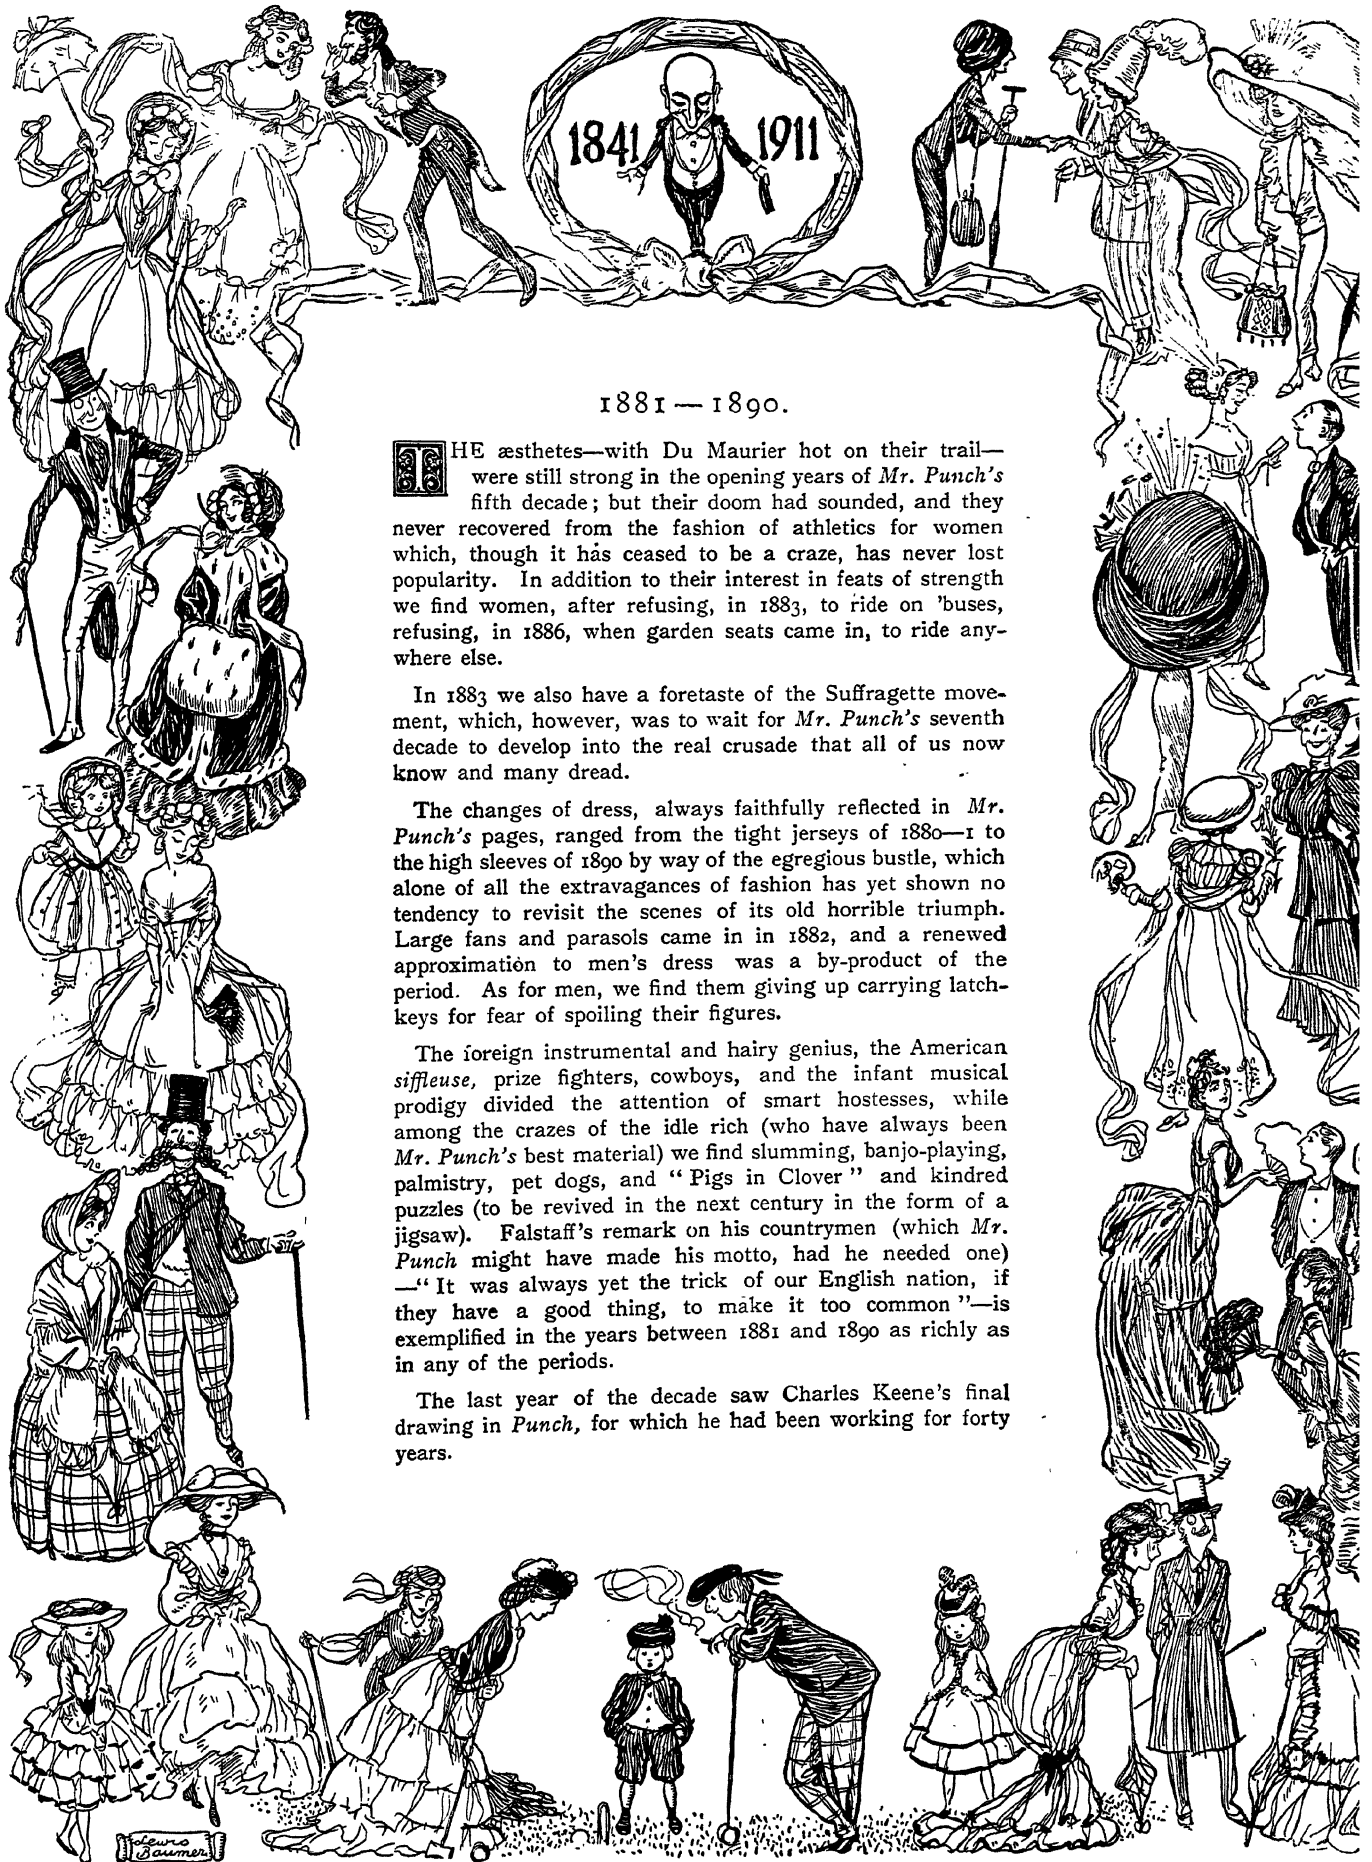 1841 1911
1881—1890.
THE æsthetes—with Du Maurier hot on their trail—
were still strong in the opening years of Mr. Punch's
fifth decade; but their doom had sounded, and they
never recovered from the fashion of athletics for women
which, though it has ceased to be a craze, has never lost
popularity. In addition to their interest in feats of strength
we find women, after refusing, in 1883, to ride on 'buses,
refusing, in 1886, when garden seats came in, to ride any-
where else.
In 1883 we also have a foretaste of the Suffragette move-
ment, which, however, was to wait for Mr. Punch's seventh
decade to develop into the real crusade that all of us now
know and many dread.
The changes of dress, always faithfully reflected in Mr.
Punch's pages, ranged from the tight jerseys of 1880—1 to
the high sleeves of 1890 by way of the egregious bustle, which
alone of all the extravagances of fashion has yet shown no
tendency to revisit the scenes of its old horrible triumph.
Large fans and parasols came in in 1882, and a renewed
approximation to men's dress was a by-product of the
period. As for men, we find them giving up carrying latch-
keys for fear of spoiling their figures.
The foreign instrumental and hairy genius, the American
siffleuse, prize fighters, cowboys, and the infant musical
prodigy divided the attention of smart hostesses, while
among the crazes of the idle rich (who have always been
Mr. Punch's best material) we find slumming, banjo-playing,
palmistry, pet dogs, and "Pigs in Clover" and kindred
puzzles (to be revived in the next century in the form of a
jigsaw). Falstaff's remark on his countrymen (which Mr.
Punch might have made his motto, had he needed one)
—"It was always yet the trick of our English nation, if
they have a good thing, to make it too common"—is
exemplified in the years between 1881 and 1890 as richly as
in any of the periods.
The last year of the decade saw Charles Keene's final
drawing in Punch, for which he had been working for forty
years.
Lewis
Baumer